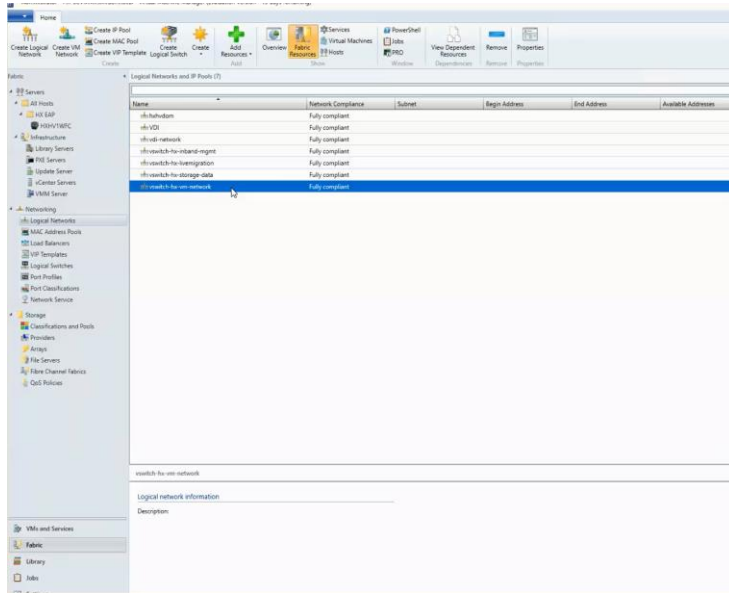 Home
Create Logical Network
Create VM Network
Create IP Pool
Create MAC Pool
Create VIP Template
Create Logical Switch
Create
Create
Add Resources
Add
Overview
Fabric Resources
Services
Virtual Machines
Hosts
Show
PowerShell
Jobs
PRO
Window
View Dependent Resources
Dependencies
Remove
Remove
Properties
Properties
Fabric
Servers
All Hosts
HX EAP
HXHV1WFC
Infrastructure
Library Servers
PXE Servers
Update Server
vCenter Servers
VMM Server
Networking
Logical Networks
MAC Address Pools
Load Balancers
VIP Templates
Logical Switches
Port Profiles
Port Classifications
Network Service
Storage
Classifications and Pools
Providers
Arrays
File Servers
Fibre Channel Fabrics
QoS Policies
VMs and Services
Fabric
Library
Jobs
Logical Networks and IP Pools (7)
Name Network Compliance Subnet Begin Address End Address Available Addresses
hxhvdom Fully compliant
VDI Fully compliant
vdi-network Fully compliant
vswitch-hx-inband-mgmt Fully compliant
vswitch-hx-livemigration Fully compliant
vswitch-hx-storage-data Fully compliant
vswitch-hx-vm-network Fully compliant
vswitch-hx-vm-network
Logical network information
Description: